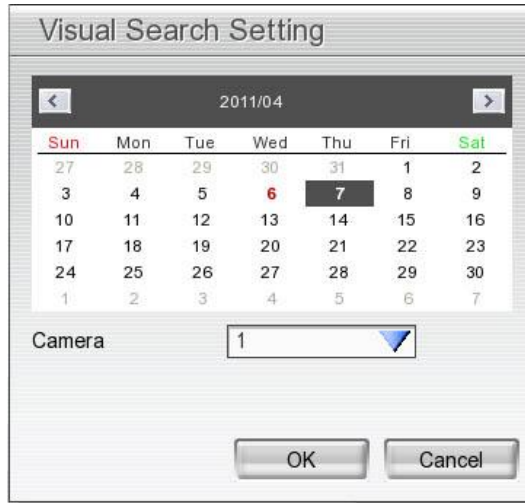 Visual Search Setting
< 2011/04 >
Sun Mon Tue Wed Thu Fri Sat
27 28 29 30 31 1 2
3 4 5 6 7 8 9
10 11 12 13 14 15 16
17 18 19 20 21 22 23
24 25 26 27 28 29 30
1 2 3 4 5 6 7
Camera 1
OK Cancel